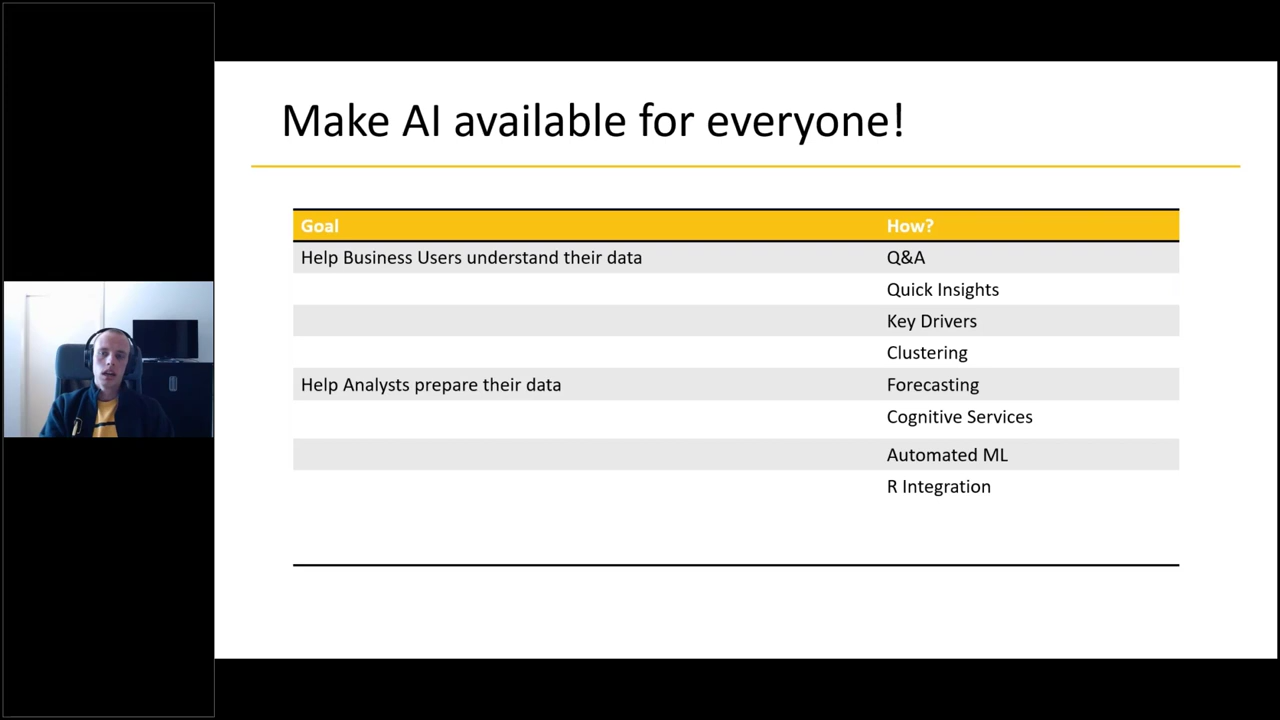 Make AI available for everyone!
Goal How?
Help Business Users understand their data Q&A
Quick Insights
Key Drivers
Clustering
Help Analysts prepare their data Forecasting
Cognitive Services
Automated ML
R Integration